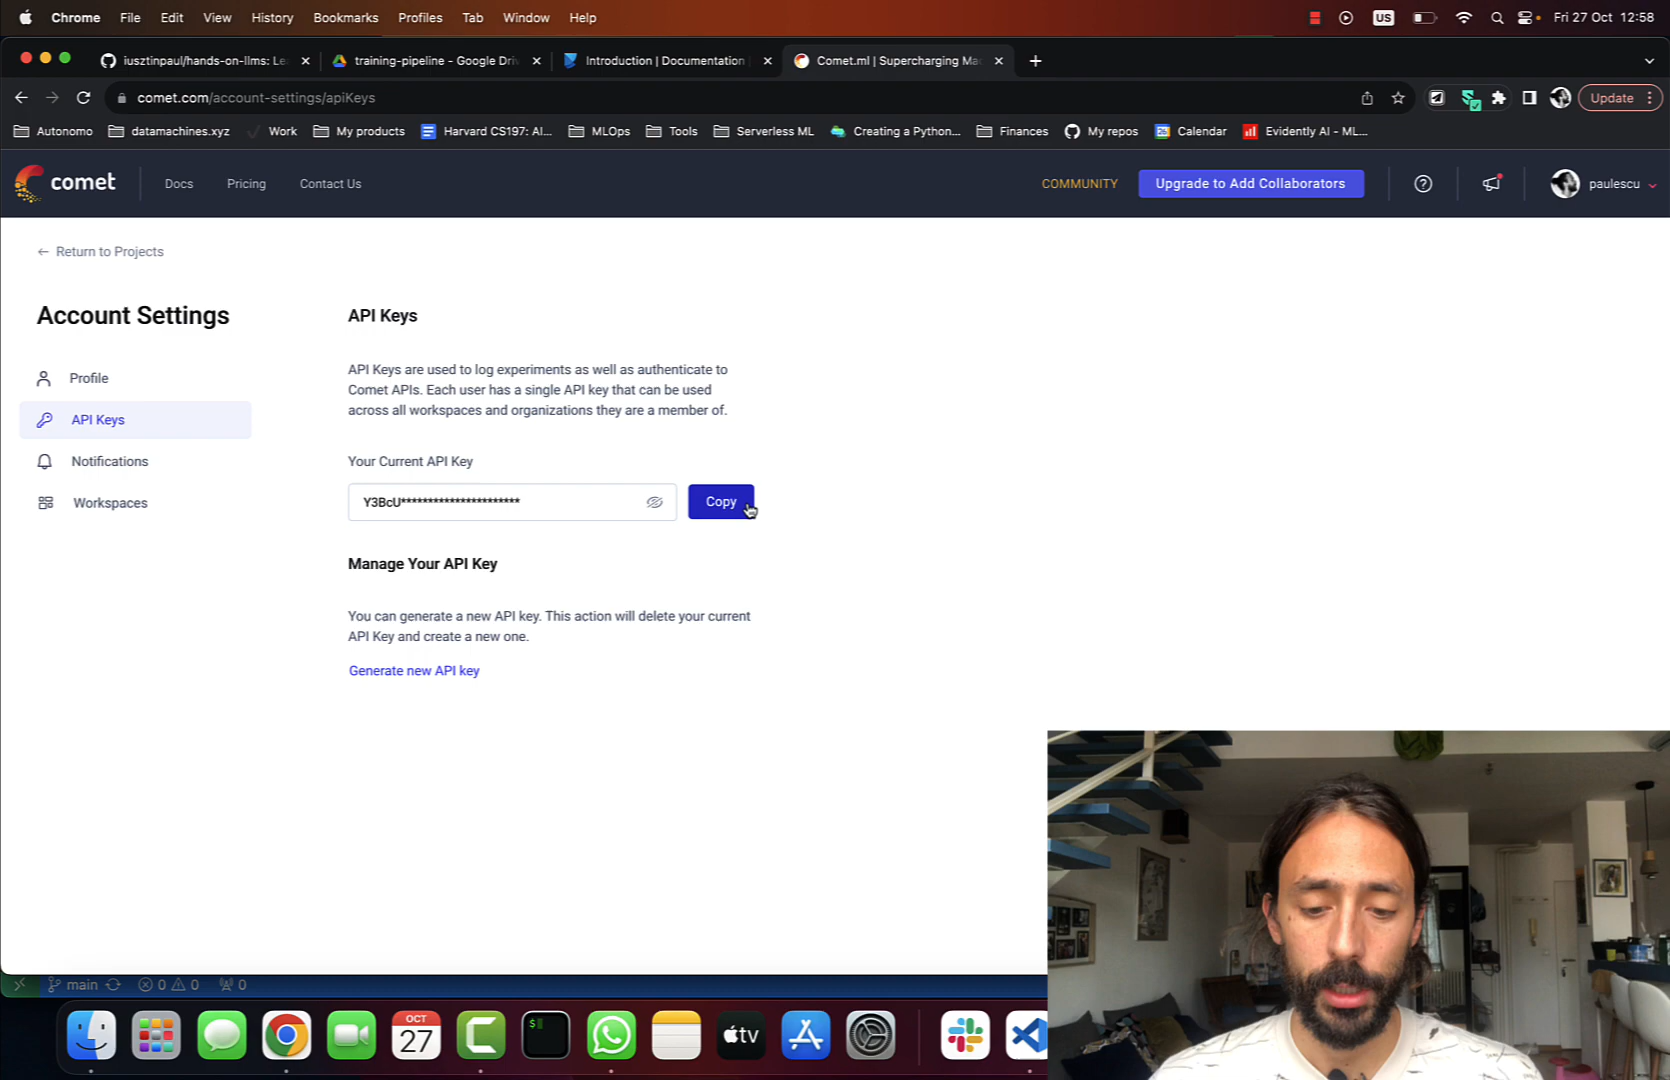 Chrome File Edit View History Bookmarks Profiles Tab Window Help US Fri 27 Oct 12:58
iusztinpaul/hands-on-llms: Le training-pipeline - Google Driv Introduction | Documentation Comet.ml | Supercharging Ma
comet.com/account-settings/apiKeys Update
Autonomo datamachines.xyz Work My products Harvard CS197: AI... MLOps Tools Serverless ML Creating a Python... Finances My repos Calendar Evidently AI - ML...
comet Docs Pricing Contact Us COMMUNITY Upgrade to Add Collaborators paulescu
← Return to Projects
Account Settings
Profile
API Keys
Notifications
Workspaces
API Keys
API Keys are used to log experiments as well as authenticate to
Comet APIs. Each user has a single API key that can be used
across all workspaces and organizations they are a member of.
Your Current API Key
Y3BcU************************ Copy
Manage Your API Key
You can generate a new API key. This action will delete your current
API Key and create a new one.
Generate new API key
main 0 0 0
OCT
27
$
tv